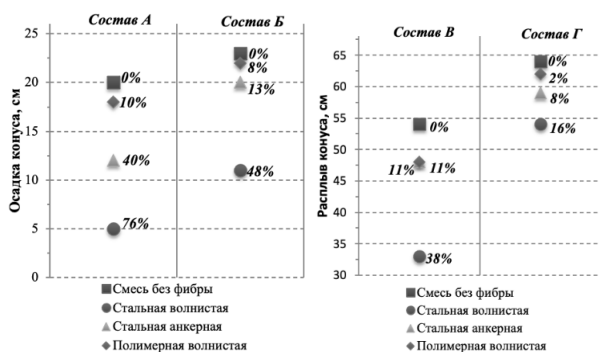 Состав А Состав Б
Осадка конуса, см
25
20
15
10
5
0
0%
10%
40%
76%
0%
8%
13%
48%
Смесь без фибры
Стальная волнистая
Стальная анкерная
Полимерная волнистая
Состав В Состав Г
Расплыв конуса, см
65
60
55
50
45
40
35
30
0%
11% 11%
38%
0%
2%
8%
16%
Смесь без фибры
Стальная волнистая
Стальная анкерная
Полимерная волнистая